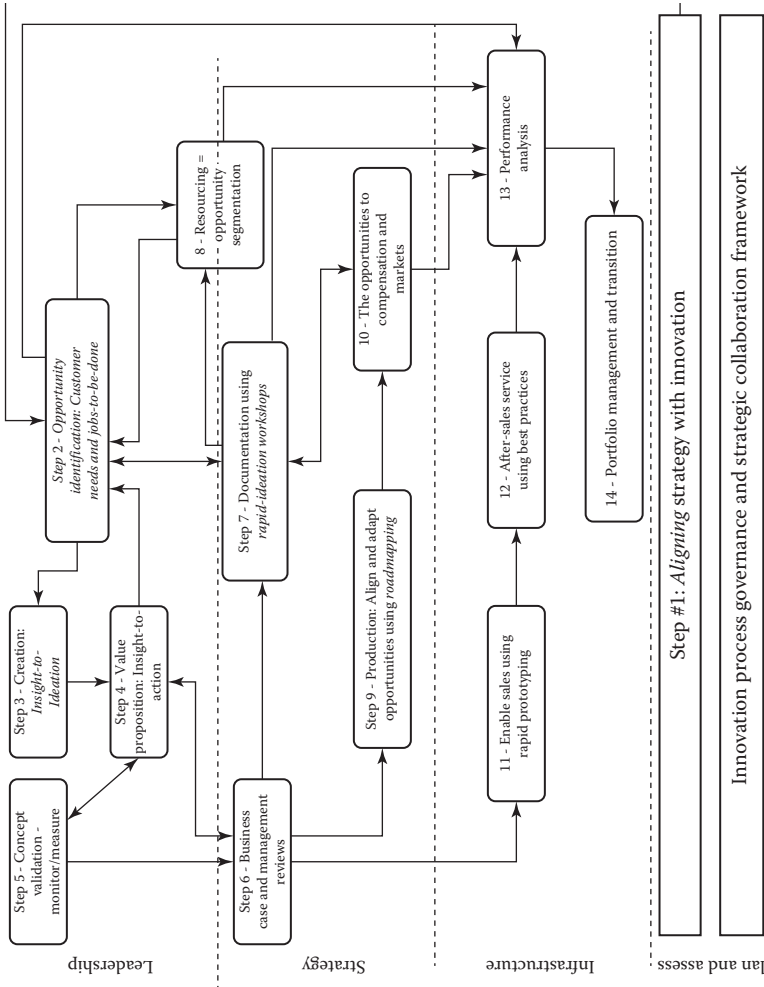 Leadership
Step 5 - Concept
validation -
monitor/measure
Step 3 - Creation:
Insight-to-
Ideation
Step 4 - Value
proposition: Insight-to-
action
Step 2 - Opportunity
identification: Customer
needs and jobs-to-be-done
Strategy
Step 6 - Business
case and management
reviews
Step 7 - Documentation using
rapid-ideation workshops
8 - Resourcing =
opportunity
segmentation
Step 9 - Production: Align and adapt
opportunities using roadmapping
10 - The opportunities to
compensation and
markets
Infrastructure
11 - Enable sales using
rapid prototyping
12 - After-sales service
using best practices
13 - Performance
analysis
14 - Portfolio management and transition
lan and assess
Step #1: Aligning strategy with innovation
Innovation process governance and strategic collaboration framework